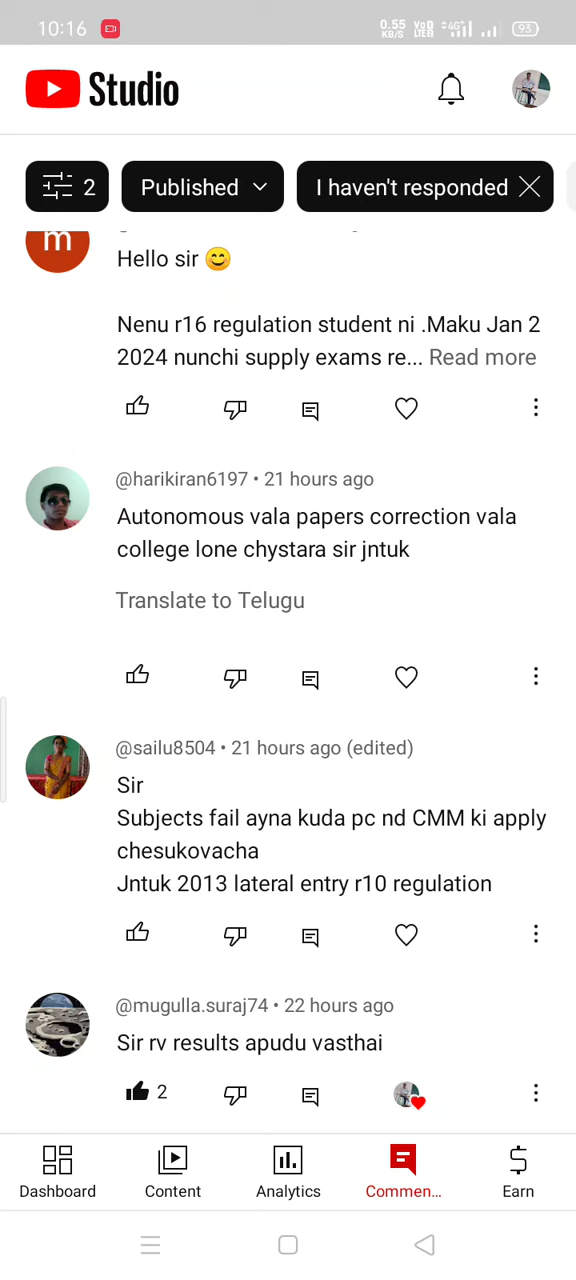 10:16
0.55 KB/S
VoD LTE
4G+
93
Studio
2
Published
I haven't responded
m
Hello sir 😊
Nenu r16 regulation student ni .Maku Jan 2
2024 nunchi supply exams re... Read more
@harikiran6197 • 21 hours ago
Autonomous vala papers correction vala
college lone chystara sir jntuk
Translate to Telugu
@sailu8504 • 21 hours ago (edited)
Sir
Subjects fail ayna kuda pc nd CMM ki apply
chesukovacha
Jntuk 2013 lateral entry r10 regulation
@mugulla.suraj74 • 22 hours ago
Sir rv results apudu vasthai
2
Dashboard
Content
Analytics
Commen...
Earn